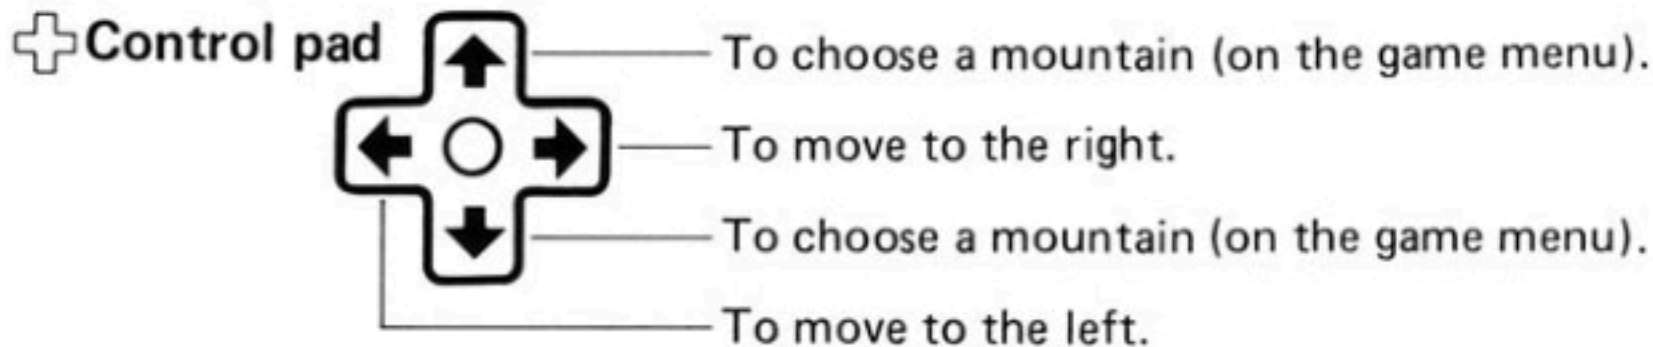 Control pad
To choose a mountain (on the game menu).
To move to the right.
To choose a mountain (on the game menu).
To move to the left.